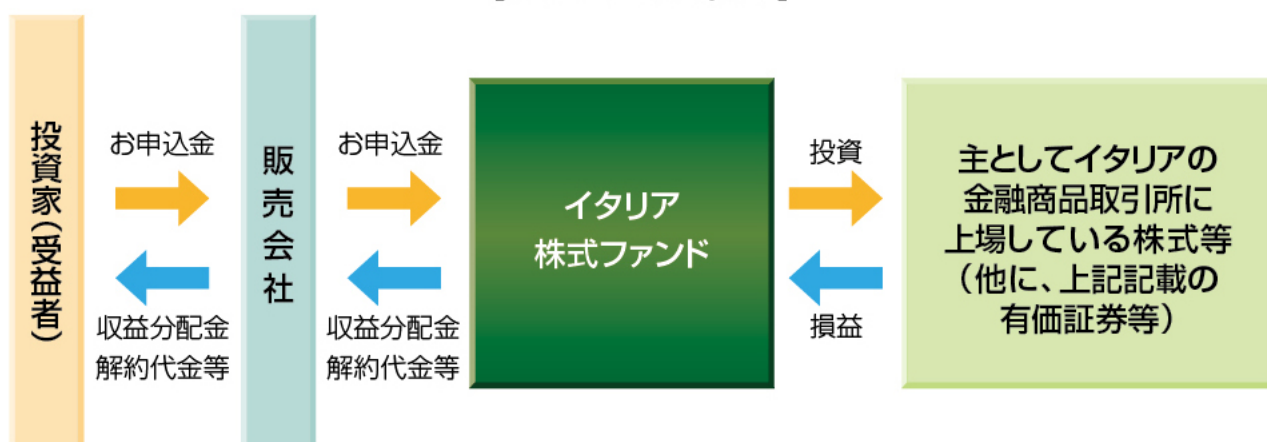 投資家(受益者)
お申込金
収益分配金
解約代金等
販売会社
お申込金
収益分配金
解約代金等
イタリア
株式ファンド
投資
損益
主としてイタリアの
金融商品取引所に
上場している株式等
(他に、上記記載の
有価証券等)